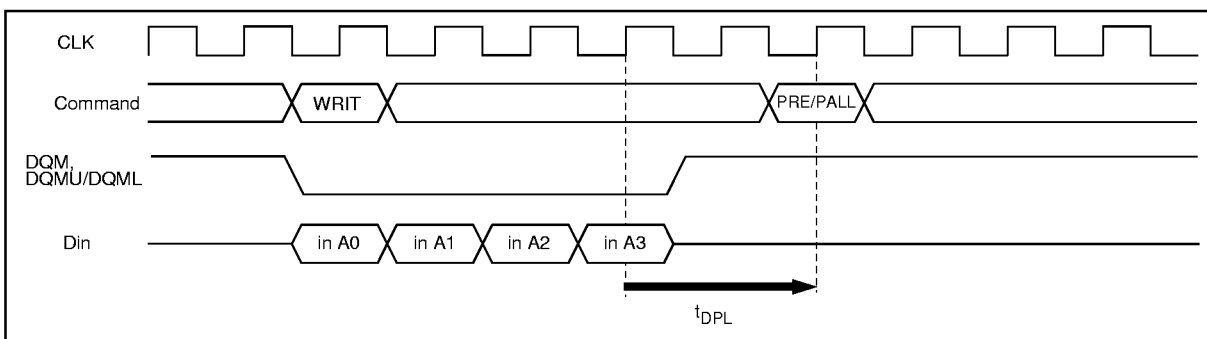 CLK
Command
WRIT
PRE/PALL
DQM,
DQMU/DQML
Din
in A0
in A1
in A2
in A3
tDPL